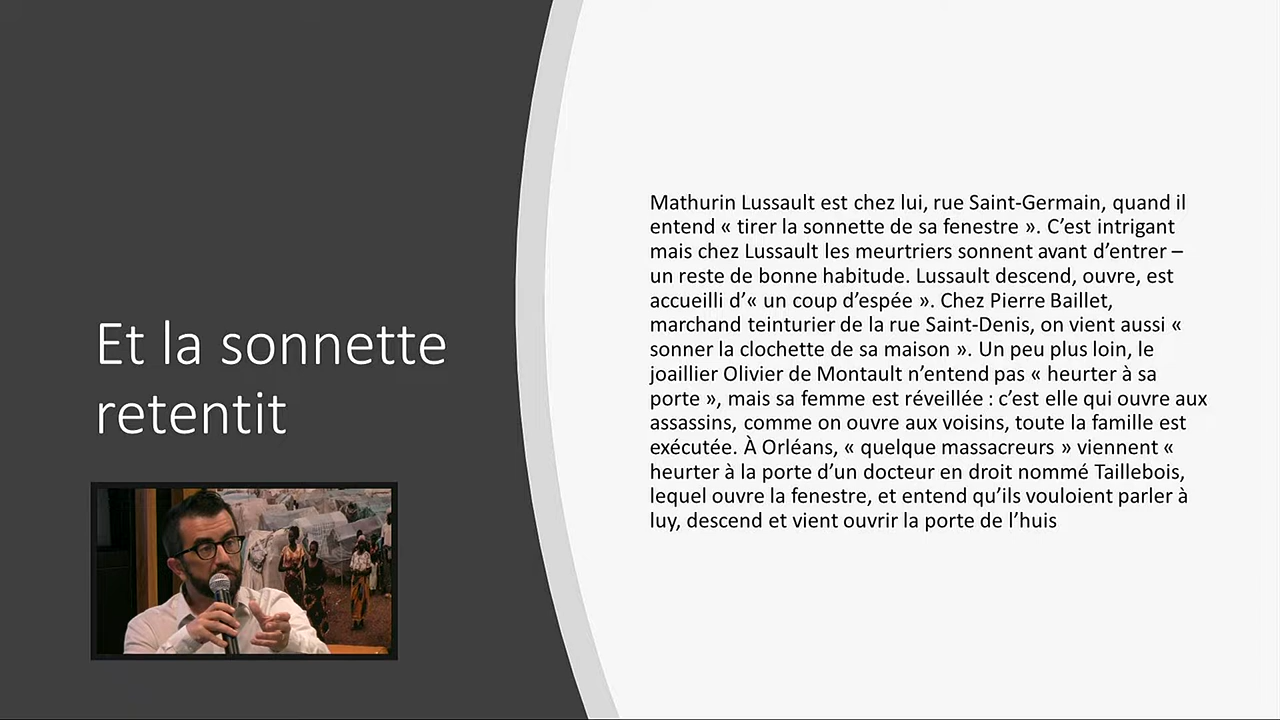 Et la sonnette
retentit
Mathurin Lussault est chez lui, rue Saint-Germain, quand il
entend « tirer la sonnette de sa fenestre ». C’est intrigant
mais chez Lussault les meurtriers sonnent avant d’entrer –
un reste de bonne habitude. Lussault descend, ouvre, est
accueilli d’« un coup d’espée ». Chez Pierre Baillet,
marchand teinturier de la rue Saint-Denis, on vient aussi «
sonner la clochette de sa maison ». Un peu plus loin, le
joaillier Olivier de Montault n’entend pas « heurter à sa
porte », mais sa femme est réveillée : c’est elle qui ouvre aux
assassins, comme on ouvre aux voisins, toute la famille est
exécutée. À Orléans, « quelque massacreurs » viennent «
heurter à la porte d’un docteur en droit nommé Taillebois,
lequel ouvre la fenestre, et entend qu’ils vouloient parler à
luy, descend et vient ouvrir la porte de l’huis